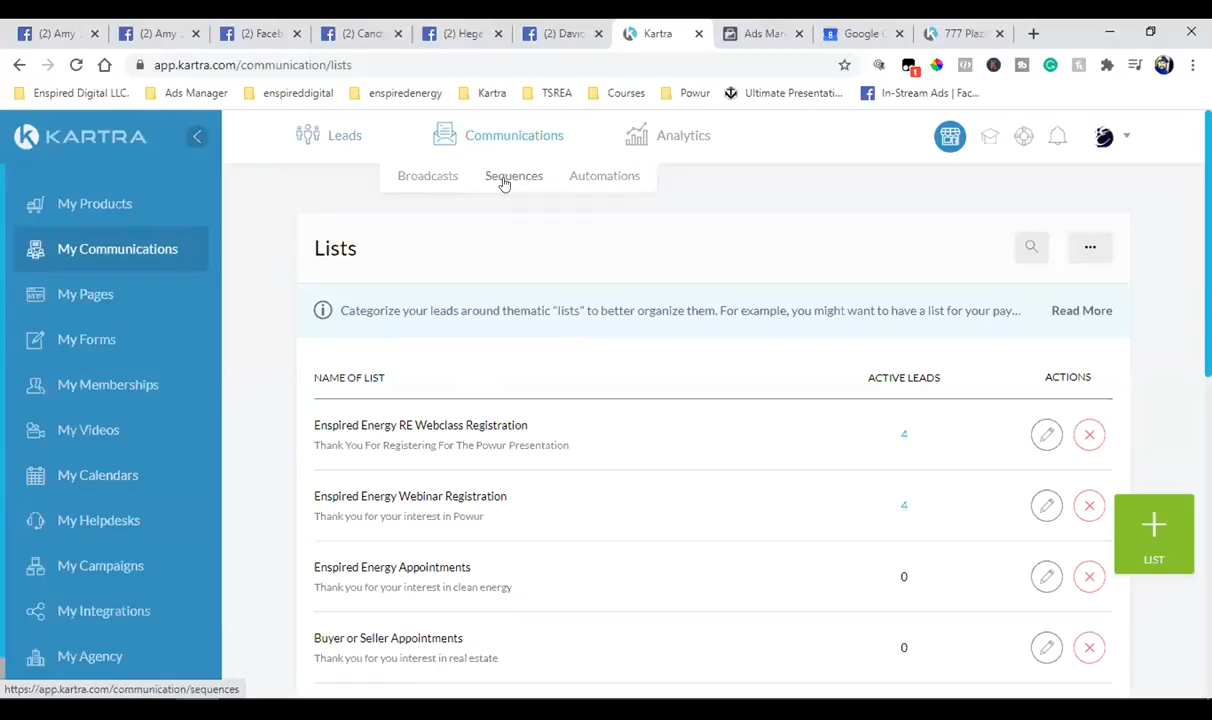 (2) Amy
(2) Amy
(2) Faceb
(2) Candy
(2) Hege
(2) David
Kartra
Ads Man
Google C
777 Plaz
app.kartra.com/communication/lists
Enspired Digital LLC.
Ads Manager
enspireddigital
enspiredenergy
Kartra
TSREA
Courses
Powur
Ultimate Presentati...
In-Stream Ads | Fac...
KARTRA
Leads
Communications
Analytics
Broadcasts
Sequences
Automations
My Products
My Communications
My Pages
My Forms
My Memberships
My Videos
My Calendars
My Helpdesks
My Campaigns
My Integrations
My Agency
Lists
Categorize your leads around thematic "lists" to better organize them. For example, you might want to have a list for your pay...
Read More
NAME OF LIST
ACTIVE LEADS
ACTIONS
Enspired Energy RE Webclass Registration
4
Thank You For Registering For The Powur Presentation
Enspired Energy Webinar Registration
4
Thank you for your interest in Powur
Enspired Energy Appointments
0
Thank you for your interest in clean energy
Buyer or Seller Appointments
0
Thank you for you interest in real estate
LIST
https://app.kartra.com/communication/sequences